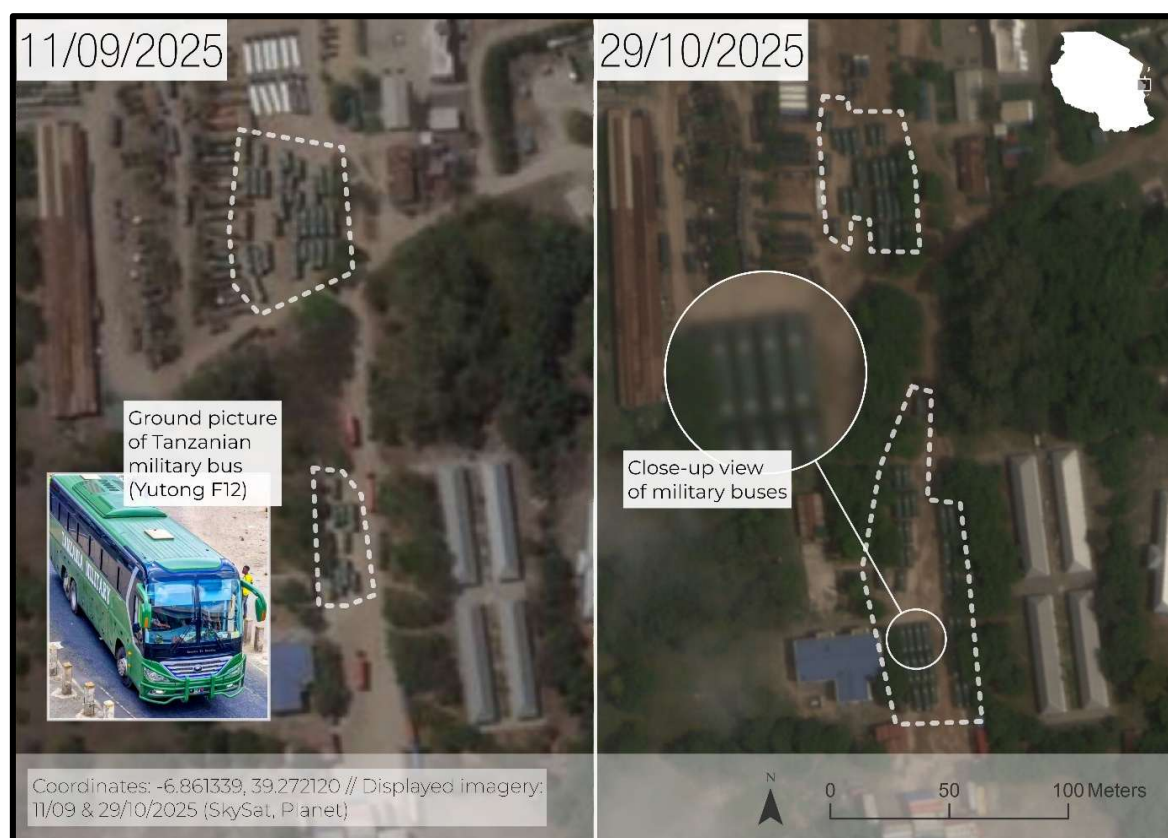 11/09/2025
29/10/2025
Ground picture
of Tanzanian
military bus
(Yutong F12)
TANZANIA MILITARY
Close-up view
of military buses
Coordinates: -6.861339, 39.272120 // Displayed imagery:
11/09 & 29/10/2025 (SkySat, Planet)
N
0 50 100 Meters